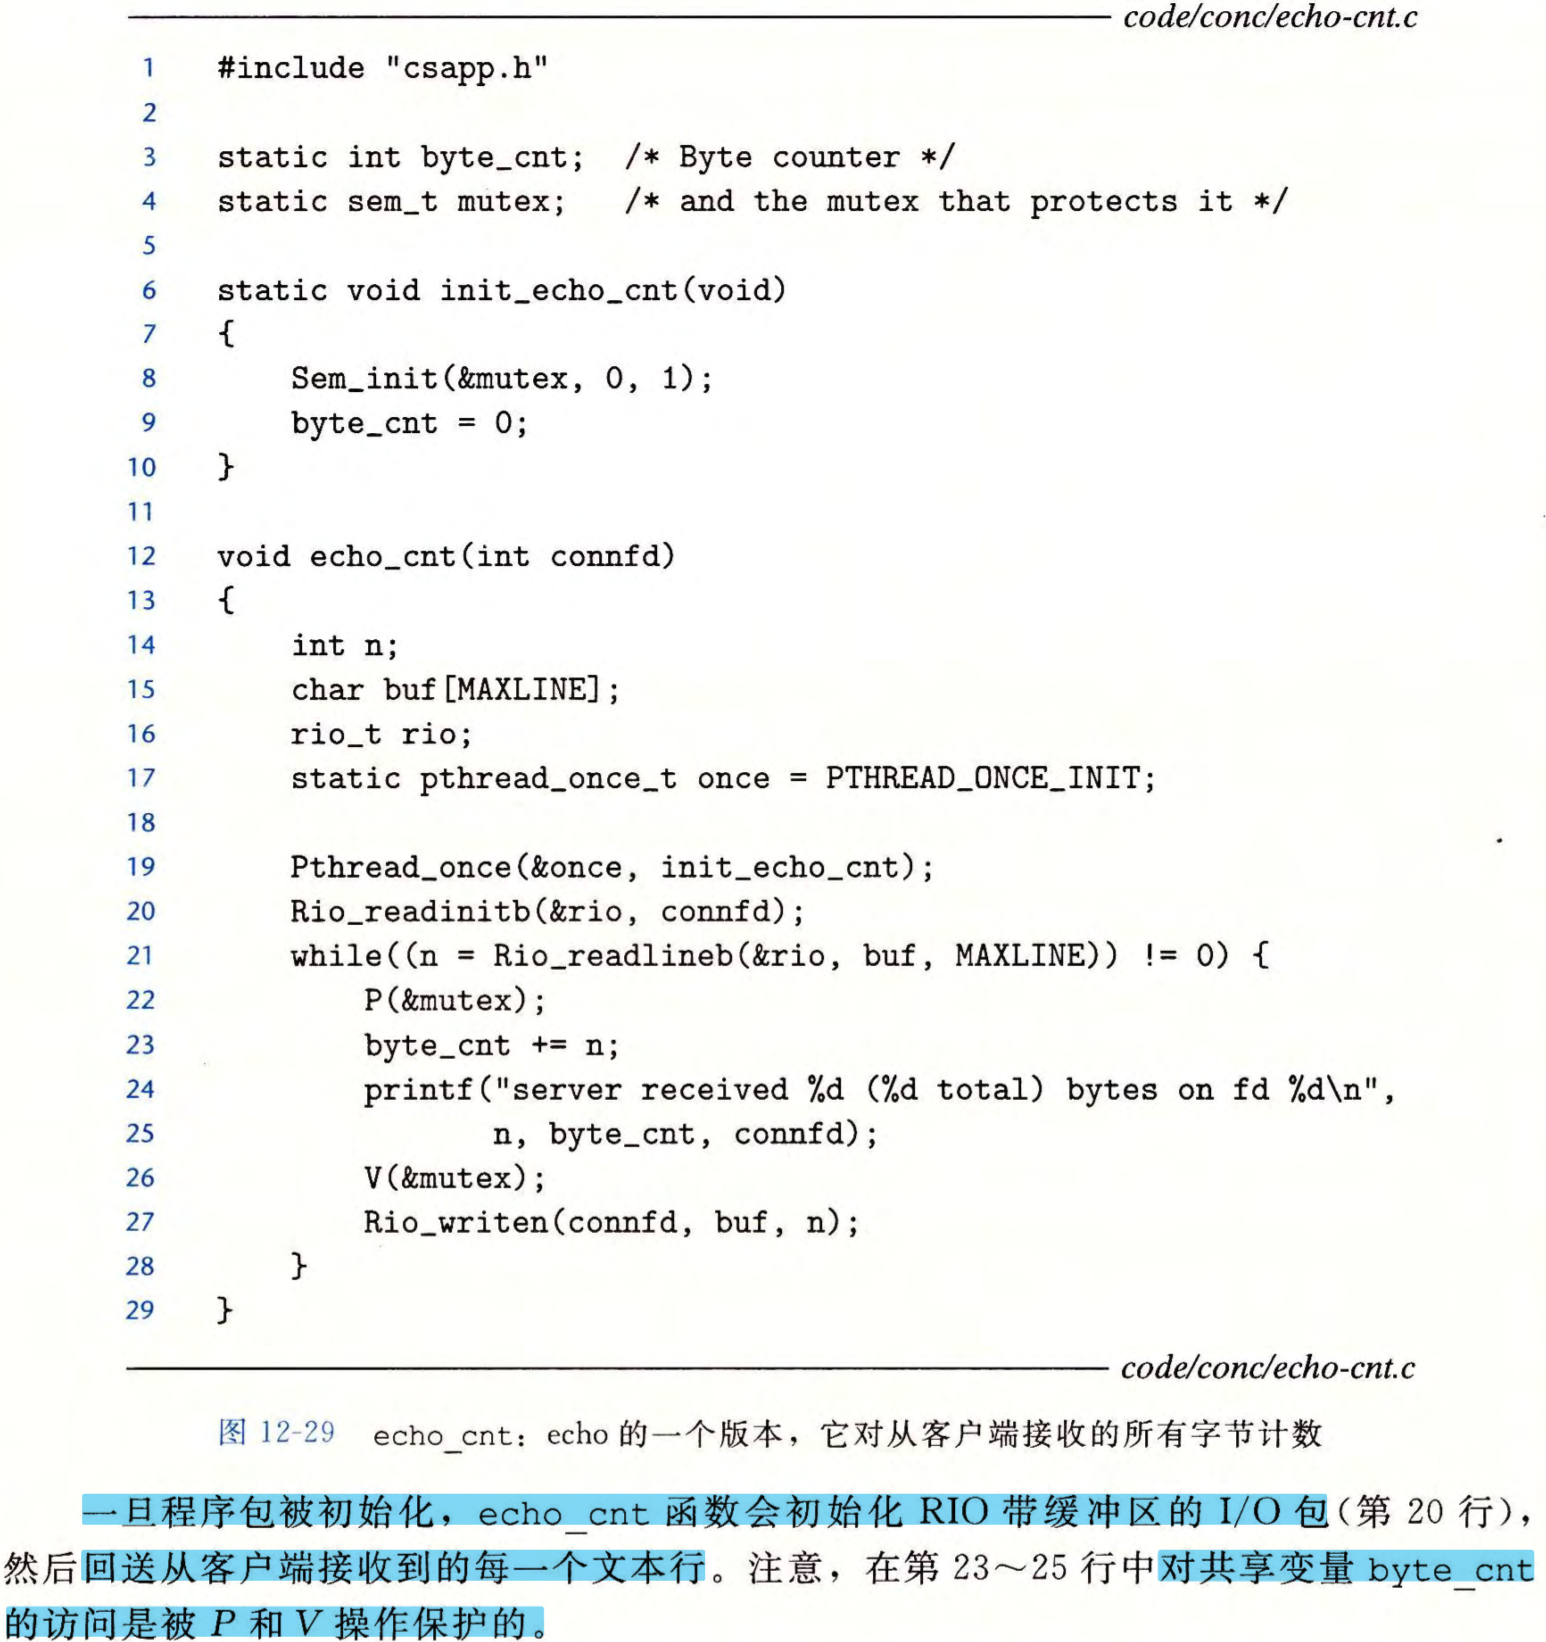 code/conc/echo-cnt.c
1 #include "csapp.h"
2
3 static int byte_cnt; /* Byte counter */
4 static sem_t mutex; /* and the mutex that protects it */
5
6 static void init_echo_cnt(void)
7 {
8 Sem_init(&mutex, 0, 1);
9 byte_cnt = 0;
10 }
11
12 void echo_cnt(int connfd)
13 {
14 int n;
15 char buf[MAXLINE];
16 rio_t rio;
17 static pthread_once_t once = PTHREAD_ONCE_INIT;
18
19 Pthread_once(&once, init_echo_cnt);
20 Rio_readinitb(&rio, connfd);
21 while((n = Rio_readlineb(&rio, buf, MAXLINE)) != 0) {
22 P(&mutex);
23 byte_cnt += n;
24 printf("server received %d (%d total) bytes on fd %d\n",
25 n, byte_cnt, connfd);
26 V(&mutex);
27 Rio_writen(connfd, buf, n);
28 }
29 }
code/conc/echo-cnt.c
图 12-29 echo_cnt：echo 的一个版本，它对从客户端接收的所有字节计数
一旦程序包被初始化，echo_cnt 函数会初始化 RIO 带缓冲区的 I/O 包(第 20 行)，
然后回送从客户端接收到的每一个文本行。注意，在第 23～25 行中对共享变量 byte_cnt
的访问是被 P 和 V 操作保护的。